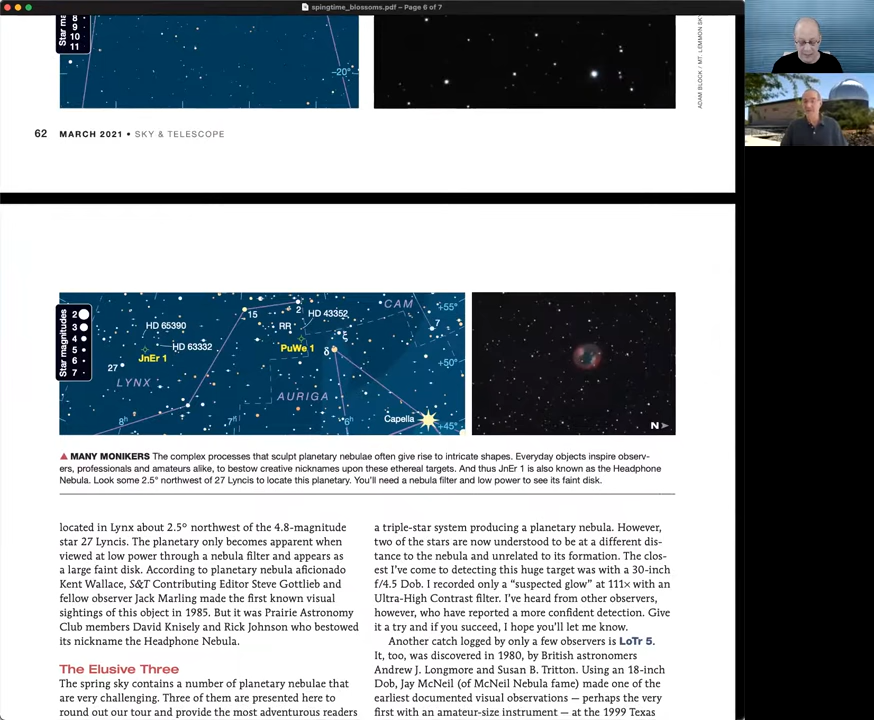 spingtime_blossoms.pdf – Page 6 of 7
Star ma
8
9
10
11
–20°
ADAM BLOCK / MT. LEMMON SK
62 MARCH 2021 • SKY & TELESCOPE
Star magnitudes
2
3
4
5
6
7
HD 65390
HD 63332
JnEr 1
27
LYNX
15
2
HD 43352
RR
PuWe 1
CAM
+55°
7
ξ
δ
+50°
AURIGA
8h
7h
6h
Capella
+45°
N
▲ MANY MONIKERS The complex processes that sculpt planetary nebulae often give rise to intricate shapes. Everyday objects inspire observ-
ers, professionals and amateurs alike, to bestow creative nicknames upon these ethereal targets. And thus JnEr 1 is also known as the Headphone
Nebula. Look some 2.5° northwest of 27 Lyncis to locate this planetary. You'll need a nebula filter and low power to see its faint disk.
located in Lynx about 2.5° northwest of the 4.8-magnitude
star 27 Lyncis. The planetary only becomes apparent when
viewed at low power through a nebula filter and appears as
a large faint disk. According to planetary nebula aficionado
Kent Wallace, S&T Contributing Editor Steve Gottlieb and
fellow observer Jack Marling made the first known visual
sightings of this object in 1985. But it was Prairie Astronomy
Club members David Knisely and Rick Johnson who bestowed
its nickname the Headphone Nebula.
The Elusive Three
The spring sky contains a number of planetary nebulae that
are very challenging. Three of them are presented here to
round out our tour and provide the most adventurous readers
a triple-star system producing a planetary nebula. However,
two of the stars are now understood to be at a different dis-
tance to the nebula and unrelated to its formation. The clos-
est I've come to detecting this huge target was with a 30-inch
f/4.5 Dob. I recorded only a "suspected glow" at 111× with an
Ultra-High Contrast filter. I've heard from other observers,
however, who have reported a more confident detection. Give
it a try and if you succeed, I hope you'll let me know.
Another catch logged by only a few observers is LoTr 5.
It, too, was discovered in 1980, by British astronomers
Andrew J. Longmore and Susan B. Tritton. Using an 18-inch
Dob, Jay McNeil (of McNeil Nebula fame) made one of the
earliest documented visual observations — perhaps the very
first with an amateur-size instrument — at the 1999 Texas